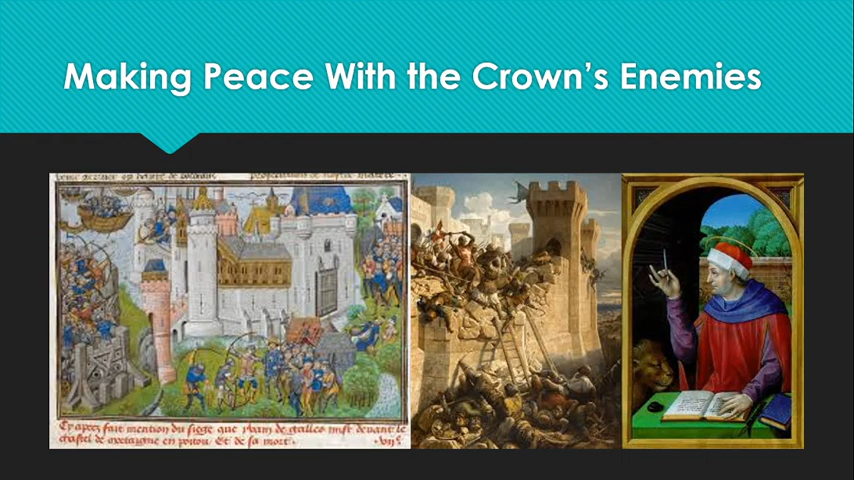 Making Peace With the Crown’s Enemies
Cy aprez fait mention du siege que yvain de galles mist devant le
chastel de mortaigne en poitou. Et de sa mort.